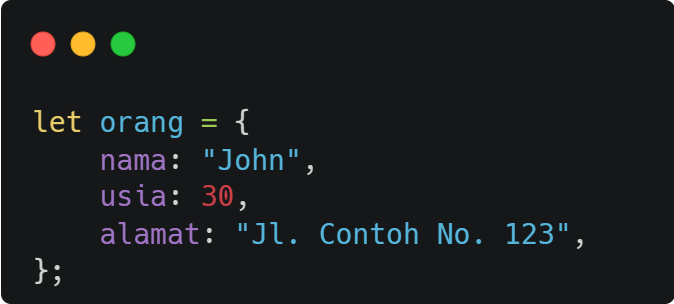 let orang = {
    nama: "John",
    usia: 30,
    alamat: "Jl. Contoh No. 123",
};